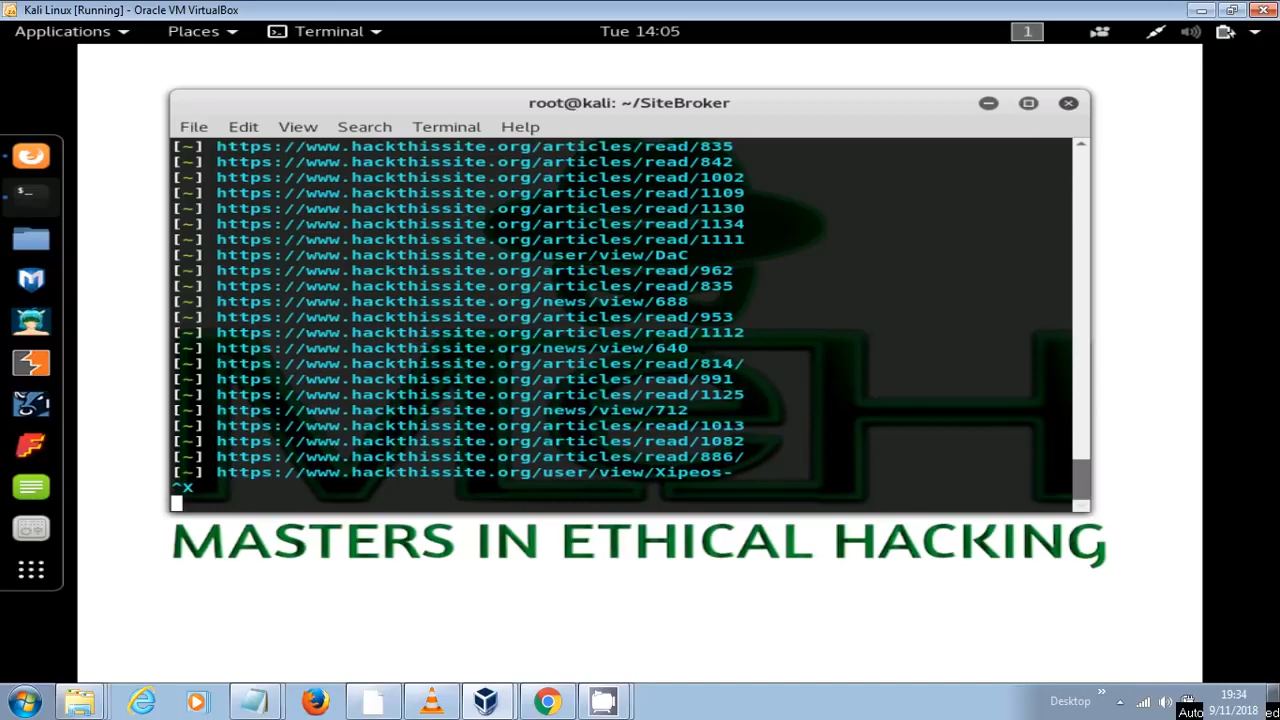 Kali Linux [Running] - Oracle VM VirtualBox
Applications Places Terminal Tue 14:05 1
root@kali: ~/SiteBroker
File Edit View Search Terminal Help
[~] https://www.hackthissite.org/articles/read/835
[~] https://www.hackthissite.org/articles/read/842
[~] https://www.hackthissite.org/articles/read/1002
[~] https://www.hackthissite.org/articles/read/1109
[~] https://www.hackthissite.org/articles/read/1130
[~] https://www.hackthissite.org/articles/read/1134
[~] https://www.hackthissite.org/articles/read/1111
[~] https://www.hackthissite.org/user/view/DaC
[~] https://www.hackthissite.org/articles/read/962
[~] https://www.hackthissite.org/articles/read/835
[~] https://www.hackthissite.org/news/view/688
[~] https://www.hackthissite.org/articles/read/953
[~] https://www.hackthissite.org/articles/read/1112
[~] https://www.hackthissite.org/news/view/640
[~] https://www.hackthissite.org/articles/read/814/
[~] https://www.hackthissite.org/articles/read/991
[~] https://www.hackthissite.org/articles/read/1125
[~] https://www.hackthissite.org/news/view/712
[~] https://www.hackthissite.org/articles/read/1013
[~] https://www.hackthissite.org/articles/read/1082
[~] https://www.hackthissite.org/articles/read/886/
[~] https://www.hackthissite.org/user/view/Xipeos-
^X
MASTERS IN ETHICAL HACKING
Desktop
19:34
9/11/2018